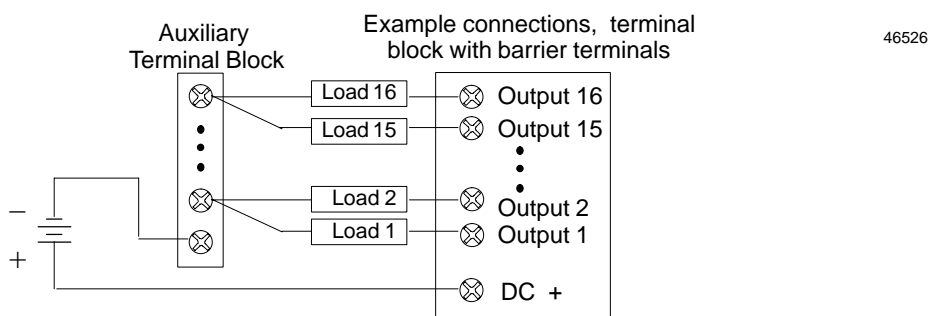 Auxiliary
Terminal Block
Example connections, terminal
block with barrier terminals
46526
Load 16
Output 16
Load 15
Output 15
Load 2
Output 2
Load 1
Output 1
–
+
DC +